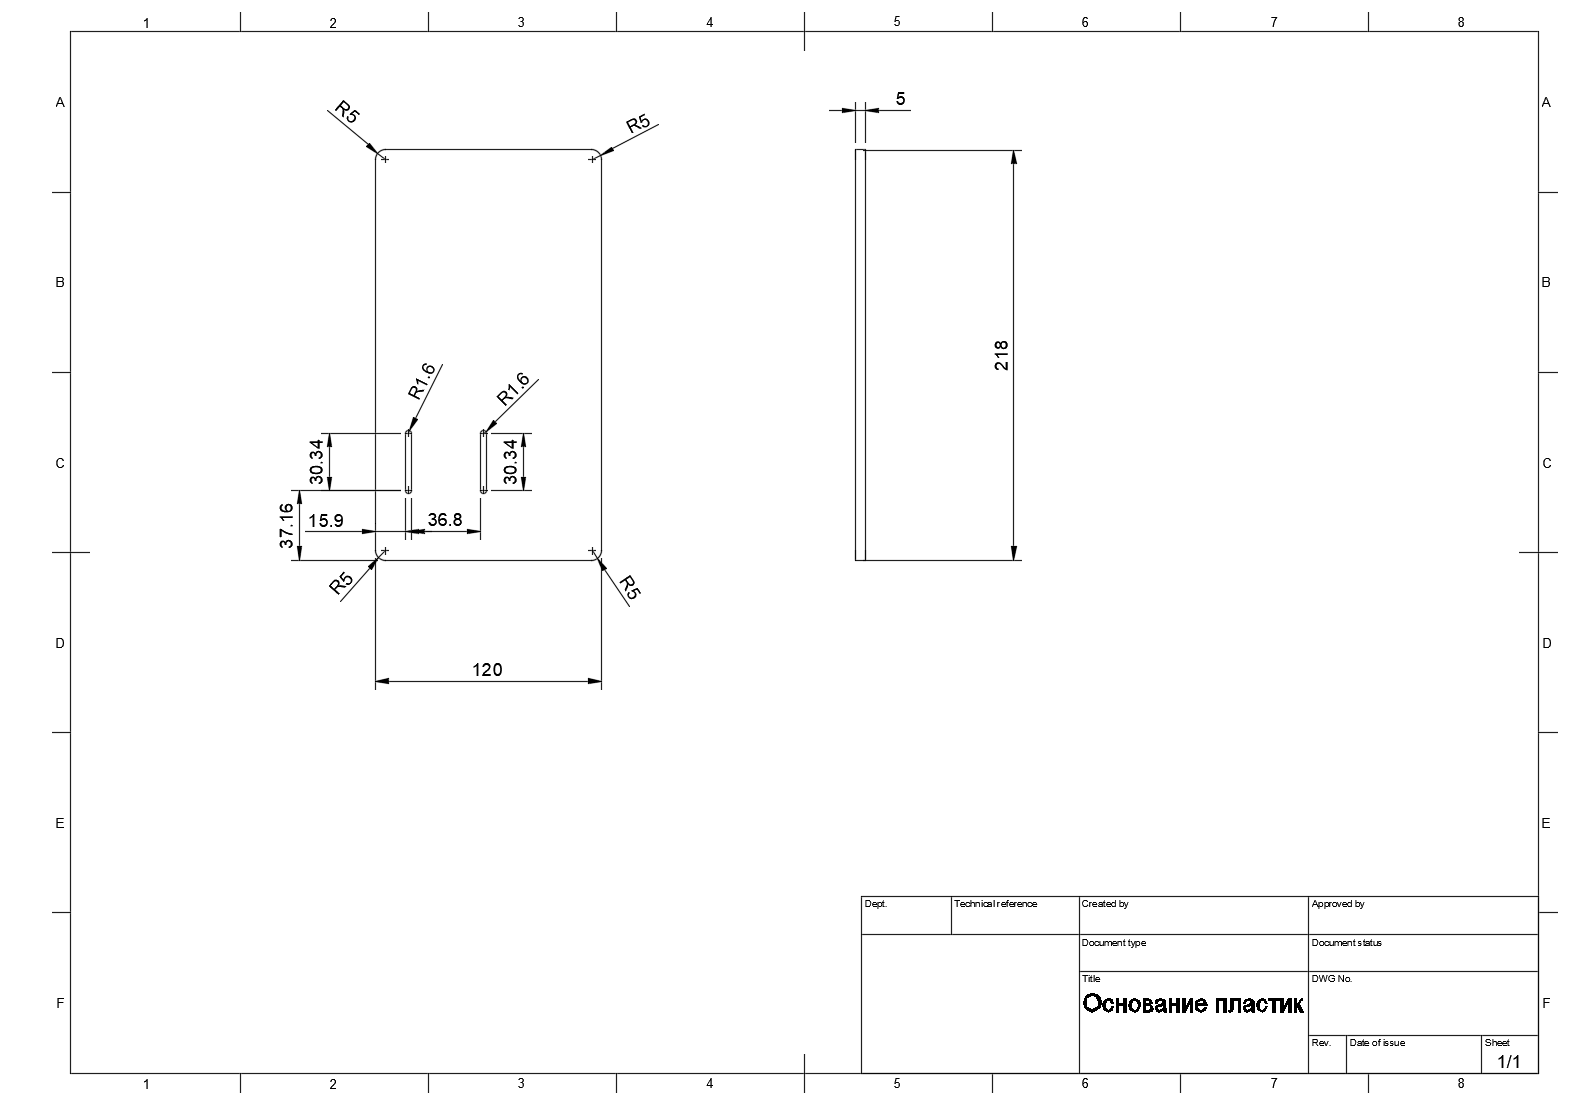 1 2 3 4 5 6 7 8
A A
R5
R5
5
B B
218
R1.6
R1.6
C C
30.34
30.34
37.16
15.9
36.8
R5
R5
D D
120
E E
Dept. Technical reference Created by Approved by
Document type Document status
Title DWG No.
F F
Основание пластик
Rev. Date of issue Sheet
1/1
1 2 3 4 5 6 7 8